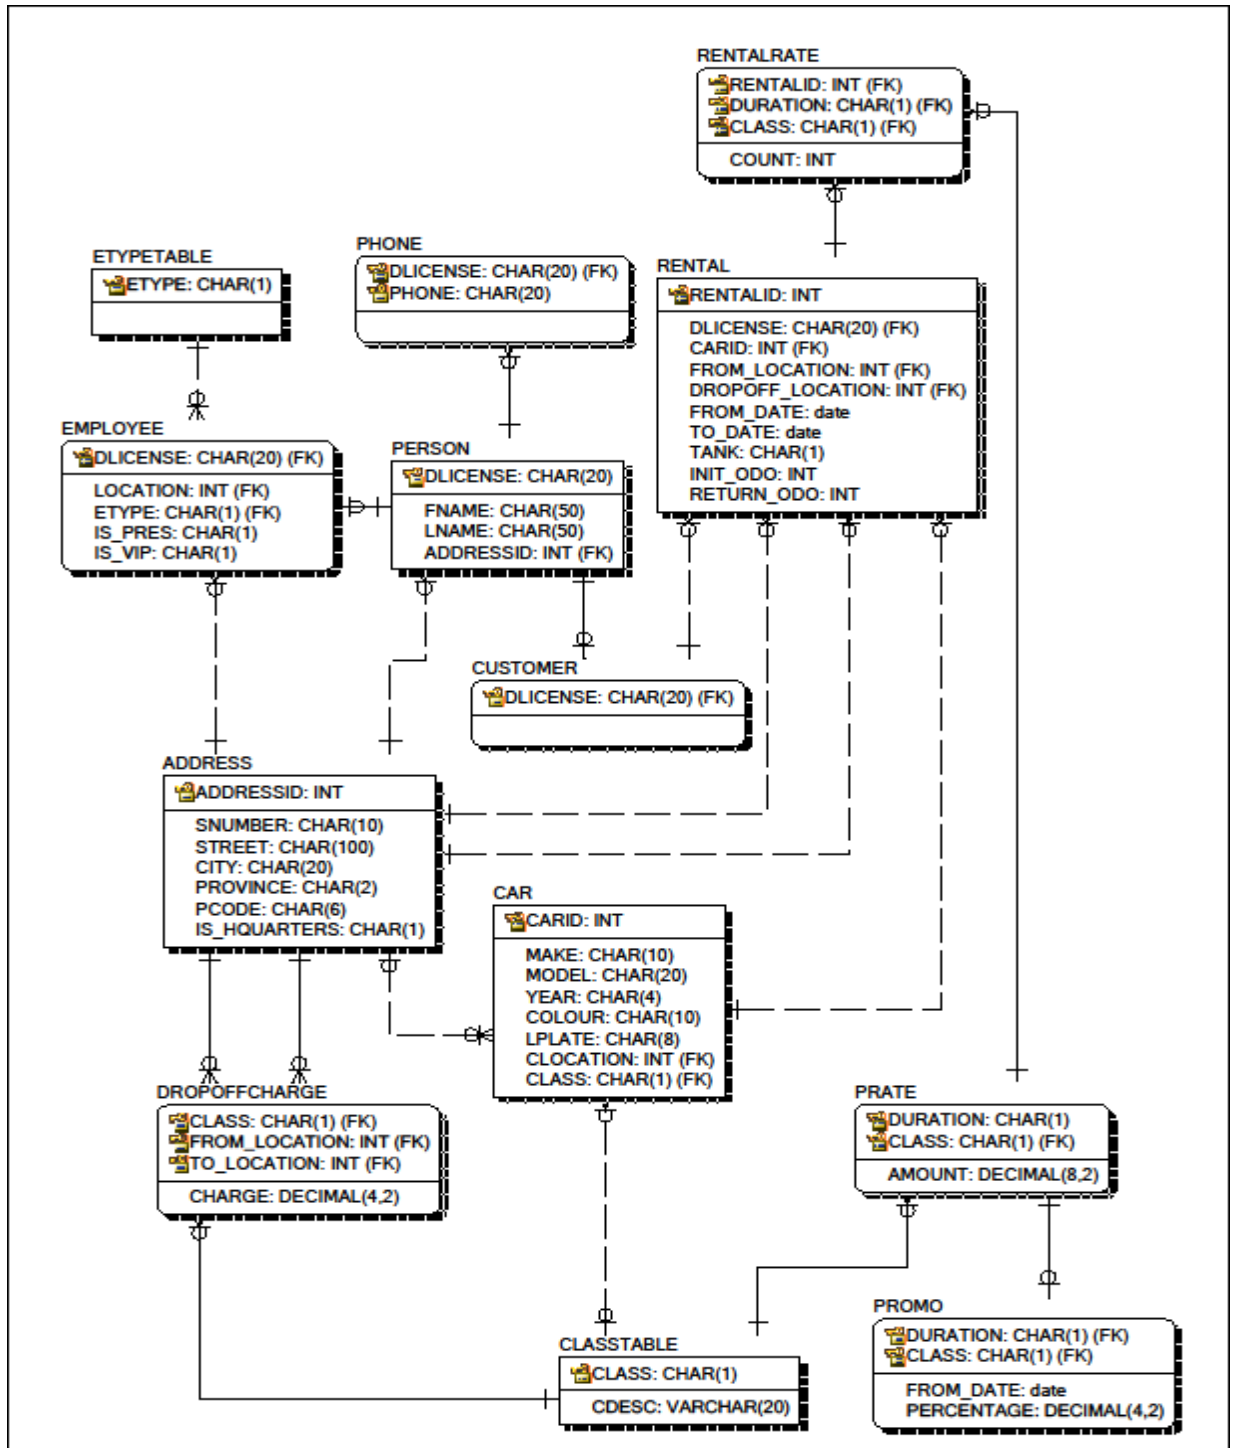 RENTALRATE
RENTALID: INT (FK)
DURATION: CHAR(1) (FK)
CLASS: CHAR(1) (FK)
COUNT: INT
ETYPETABLE
ETYPE: CHAR(1)
PHONE
DLICENSE: CHAR(20) (FK)
PHONE: CHAR(20)
RENTAL
RENTALID: INT
DLICENSE: CHAR(20) (FK)
CARID: INT (FK)
FROM_LOCATION: INT (FK)
DROPOFF_LOCATION: INT (FK)
FROM_DATE: date
TO_DATE: date
TANK: CHAR(1)
INIT_ODO: INT
RETURN_ODO: INT
EMPLOYEE
DLICENSE: CHAR(20) (FK)
LOCATION: INT (FK)
ETYPE: CHAR(1) (FK)
IS_PRES: CHAR(1)
IS_VIP: CHAR(1)
PERSON
DLICENSE: CHAR(20)
FNAME: CHAR(50)
LNAME: CHAR(50)
ADDRESSID: INT (FK)
CUSTOMER
DLICENSE: CHAR(20) (FK)
ADDRESS
ADDRESSID: INT
SNUMBER: CHAR(10)
STREET: CHAR(100)
CITY: CHAR(20)
PROVINCE: CHAR(2)
PCODE: CHAR(6)
IS_HQUARTERS: CHAR(1)
CAR
CARID: INT
MAKE: CHAR(10)
MODEL: CHAR(20)
YEAR: CHAR(4)
COLOUR: CHAR(10)
LPLATE: CHAR(8)
CLOCATION: INT (FK)
CLASS: CHAR(1) (FK)
DROPOFFCHARGE
CLASS: CHAR(1) (FK)
FROM_LOCATION: INT (FK)
TO_LOCATION: INT (FK)
CHARGE: DECIMAL(4,2)
PRATE
DURATION: CHAR(1)
CLASS: CHAR(1) (FK)
AMOUNT: DECIMAL(8,2)
CLASSTABLE
CLASS: CHAR(1)
CDESC: VARCHAR(20)
PROMO
DURATION: CHAR(1) (FK)
CLASS: CHAR(1) (FK)
FROM_DATE: date
PERCENTAGE: DECIMAL(4,2)